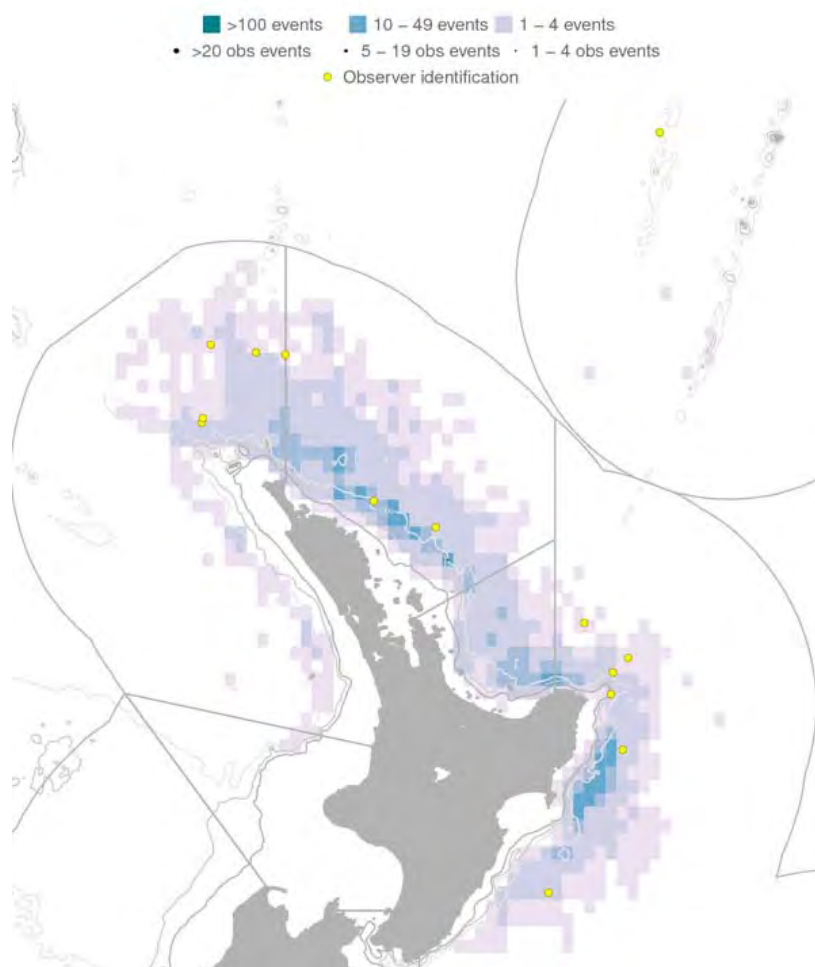 >100 events 10 – 49 events 1 – 4 events
>20 obs events 5 – 19 obs events 1 – 4 obs events
Observer identification